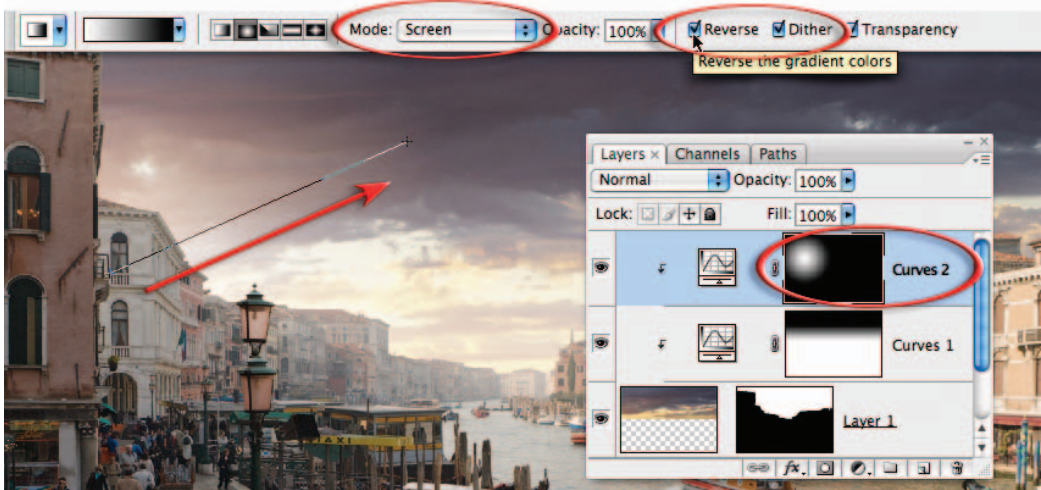 Mode: Screen Opacity: 100% Reverse Dither Transparency
Reverse the gradient colors
Layers × Channels Paths
Normal Opacity: 100%
Lock: Fill: 100%
Curves 2
Curves 1
Layer 1
fx.
TAXI